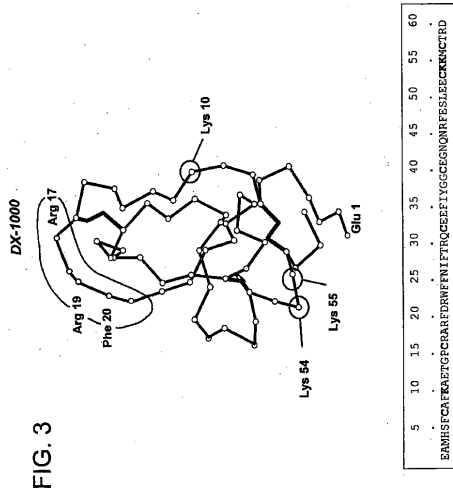 FIG. 3
DX-1000
Arg 19
Arg 17
Phe 20
Lys 10
Lys 54
Lys 55
Glu 1
5 10 15 20 25 30 35 40 45 50 55 60
EAMHSFCAFKAETGPCRARFDRWFFNIFTRQCEEFIYGGCEGNQNRFESLEECKKMCTRD